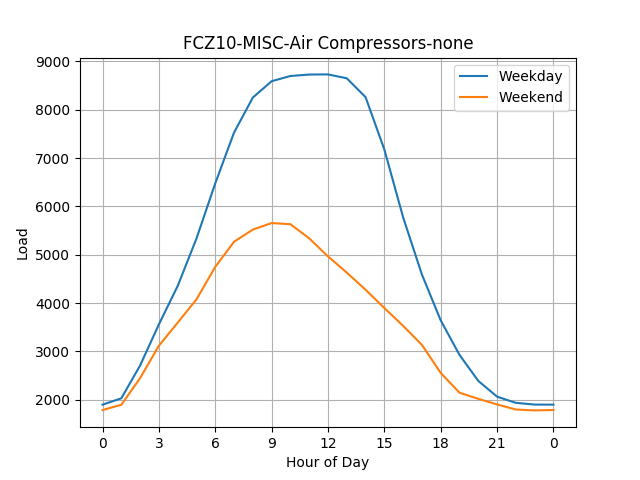 FCZ10-MISC-Air Compressors-none
9000
8000
7000
6000
5000
4000
3000
2000
Load
Weekday
Weekend
0 3 6 9 12 15 18 21 0
Hour of Day